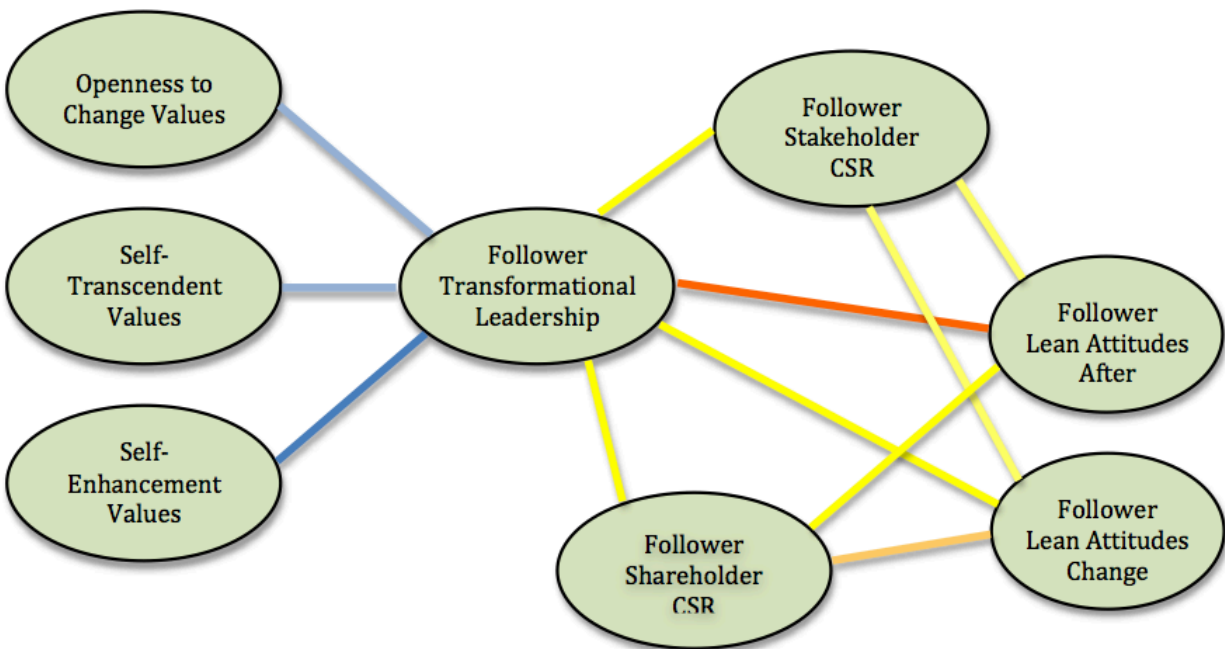 Openness to
Change Values
Self-
Transcendent
Values
Self-
Enhancement
Values
Follower
Transformational
Leadership
Follower
Stakeholder
CSR
Follower
Shareholder
CSR
Follower
Lean Attitudes
After
Follower
Lean Attitudes
Change